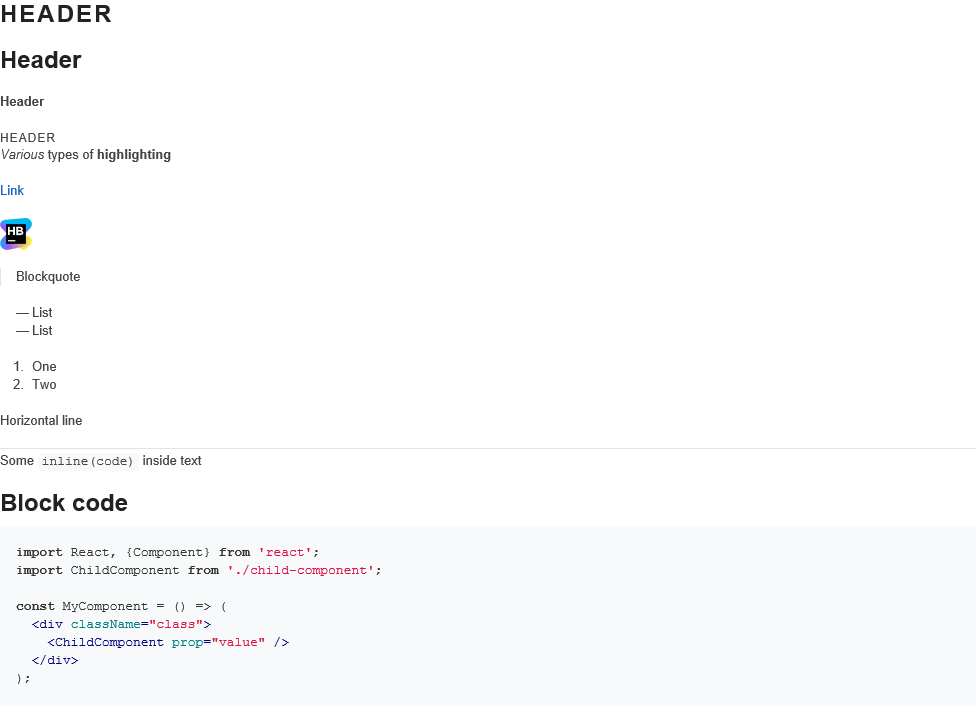 HEADER
Header
Header
HEADER
Various types of highlighting
Link
HB
Blockquote
— List
— List
1. One
2. Two
Horizontal line
Some inline(code) inside text
Block code
import React, {Component} from 'react';
import ChildComponent from './child-component';
const MyComponent = () => (
<div className="class">
<ChildComponent prop="value" />
</div>
);